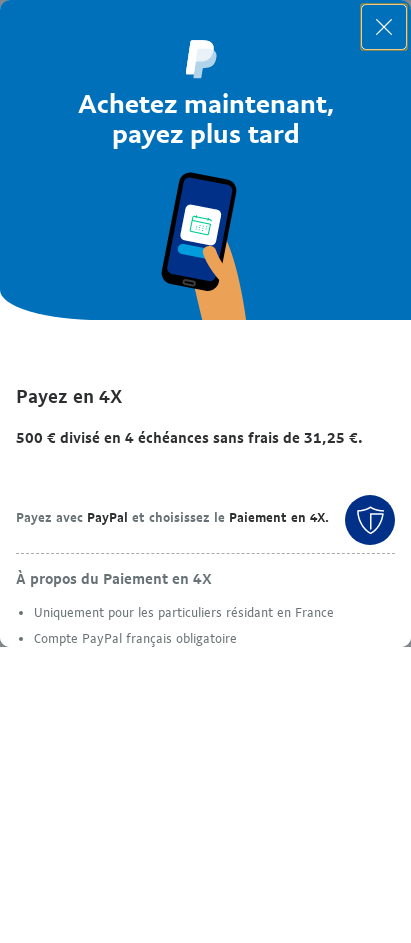 Achetez maintenant,
payez plus tard
Payez en 4X
500 € divisé en 4 échéances sans frais de 31,25 €.
Payez avec PayPal et choisissez le Paiement en 4X.
À propos du Paiement en 4X
• Uniquement pour les particuliers résidant en France
• Compte PayPal français obligatoire